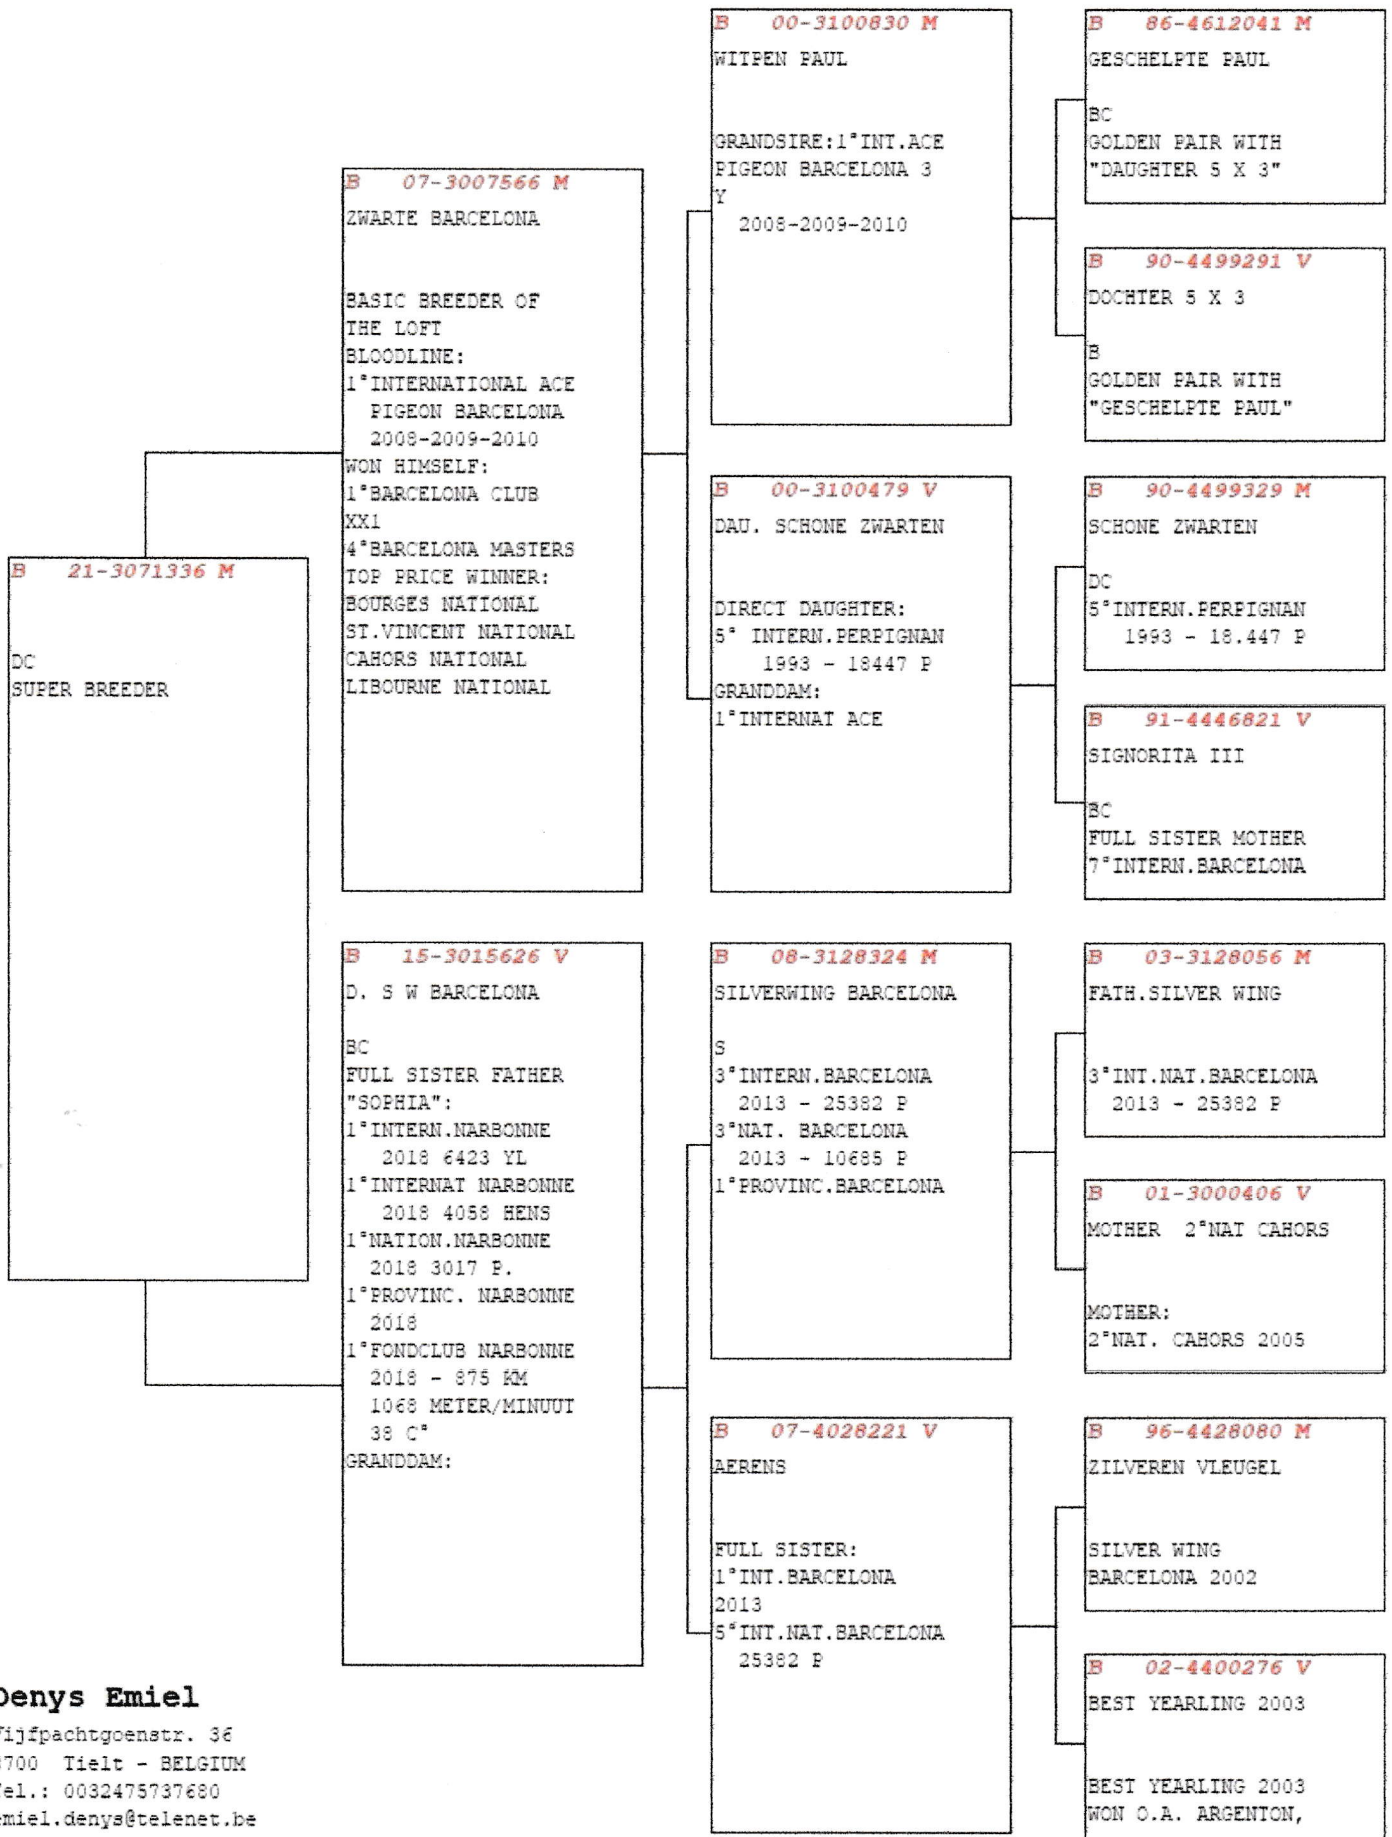 B 21-3071336 M
DC
SUPER BREEDER
B 07-3007566 M
ZWARTE BARCELONA
BASIC BREEDER OF
THE LOFT
BLOODLINE:
1°INTERNATIONAL ACE
PIGEON BARCELONA
2008-2009-2010
WON HIMSELF:
1°BARCELONA CLUB
XX1
4°BARCELONA MASTERS
TOP PRICE WINNER:
BOURGES NATIONAL
ST.VINCENT NATIONAL
CAHORS NATIONAL
LIBOURNE NATIONAL
B 15-3015626 V
D. S W BARCELONA
BC
FULL SISTER FATHER
"SOPHIA":
1°INTERN.NARBONNE
2018 6423 YL
1°INTERNAT NARBONNE
2018 4058 HENS
1°NATION.NARBONNE
2018 3017 P.
1°PROVINC. NARBONNE
2018
1°FONDCLUB NARBONNE
2018 - 875 KM
1068 METER/MINUUT
38 C°
GRANDDAM:
B 00-3100830 M
WITPEN PAUL
GRANDSIRE:1°INT.ACE
PIGEON BARCELONA 3
Y
2008-2009-2010
B 00-3100479 V
DAU. SCHONE ZWARTEN
DIRECT DAUGHTER:
5° INTERN.PERPIGNAN
1993 - 18447 P
GRANDDAM:
1°INTERNAT ACE
B 08-3128324 M
SILVERWING BARCELONA
S
3°INTERN.BARCELONA
2013 - 25382 P
3°NAT. BARCELONA
2013 - 10685 P
1°PROVINC.BARCELONA
B 07-4028221 V
AERENS
FULL SISTER:
1°INT.BARCELONA
2013
5°INT.NAT.BARCELONA
25382 P
B 86-4612041 M
GESCHELPTE PAUL
BC
GOLDEN PAIR WITH
"DAUGHTER 5 X 3"
B 90-4499291 V
DOCHTER 5 X 3
B
GOLDEN PAIR WITH
"GESCHELPTE PAUL"
B 90-4499329 M
SCHONE ZWARTEN
DC
5°INTERN.PERPIGNAN
1993 - 18.447 P
B 91-4446821 V
SIGNORITA III
BC
FULL SISTER MOTHER
7°INTERN.BARCELONA
B 03-3128056 M
FATH.SILVER WING
3°INT.NAT.BARCELONA
2013 - 25382 P
B 01-3000406 V
MOTHER 2°NAT CAHORS
MOTHER:
2°NAT. CAHORS 2005
B 96-4428080 M
ZILVEREN VLEUGEL
SILVER WING
BARCELONA 2002
B 02-4400276 V
BEST YEARLING 2003
BEST YEARLING 2003
WON O.A. ARGENTON,
Denys Emiel
Vijfpachtgoenstr. 36
8700 Tielt - BELGIUM
Tel.: 0032475737680
emiel.denys@telenet.be